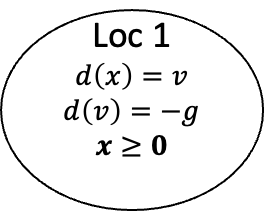 Loc 1
d(x) = v
d(v) = −g
x ≥ 0